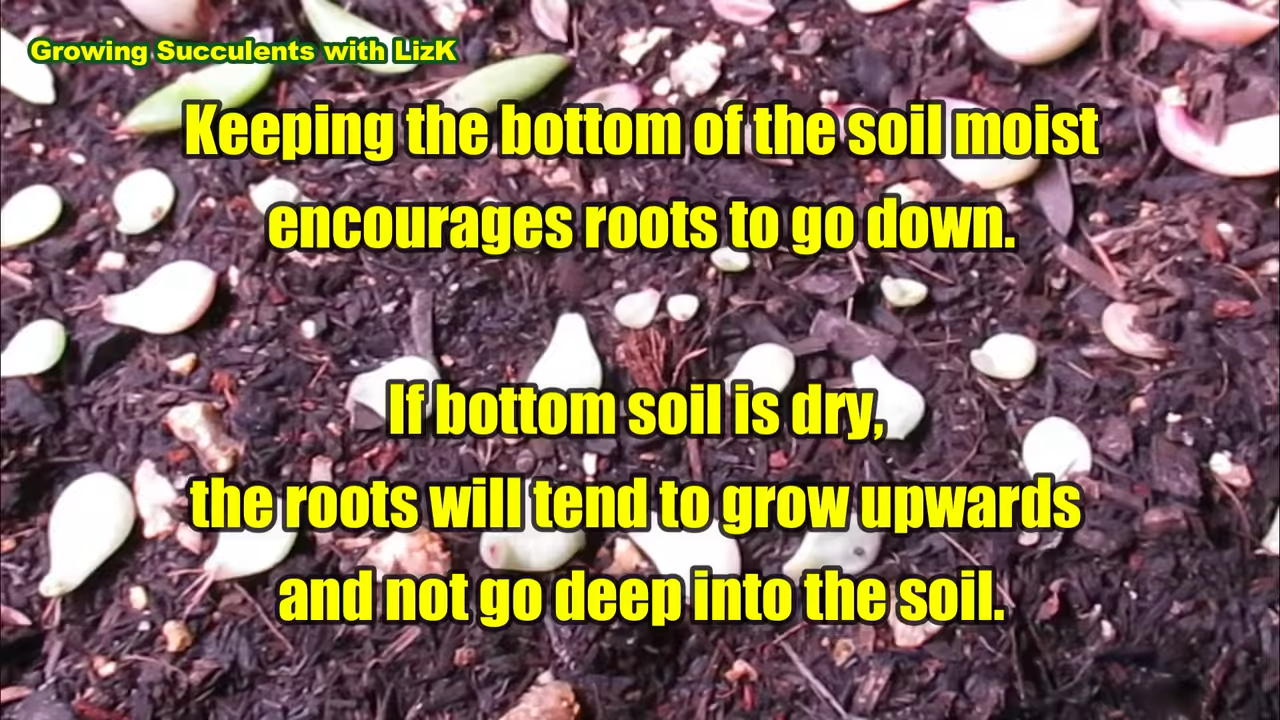 Growing Succulents with LizK
Keeping the bottom of the soil moist
encourages roots to go down.
If bottom soil is dry,
the roots will tend to grow upwards
and not go deep into the soil.